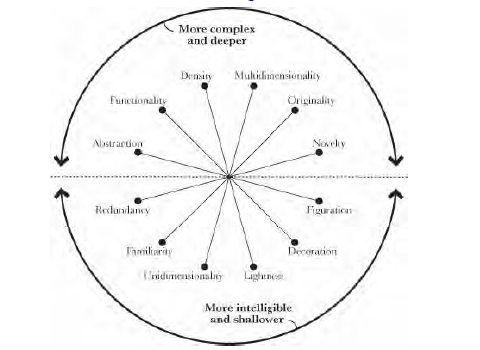 More complex
and deeper
Density
Multidimensionality
Functionality
Originality
Abstraction
Novelty
Redundancy
Figuration
Familiarity
Decoration
Unidimensionality
Lightness
More intelligible
and shallower